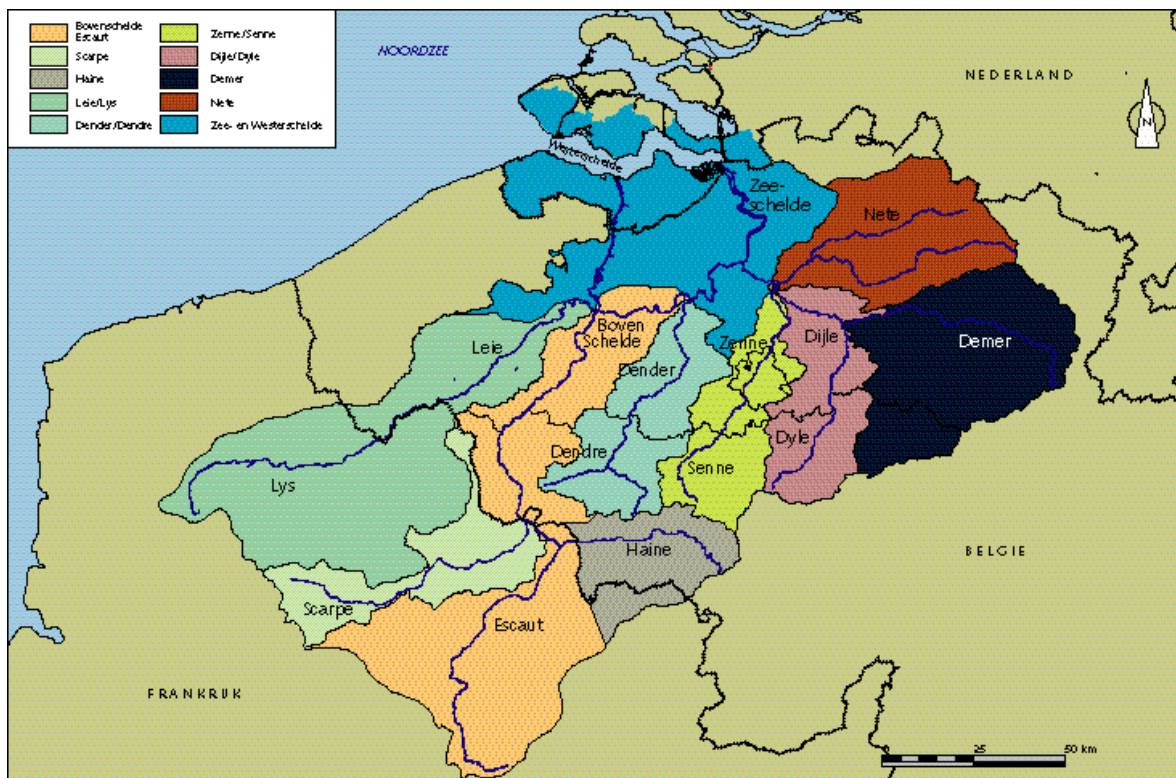 Bovenschelde
Escaut
Scarpe
Haine
Leie/Lys
Dender/Dendre
Zenne/Senne
Dijle/Dyle
Demer
Nete
Zee- en Westerschelde
NOORDZEE
NEDERLAND
N
Westerschelde
Zee-
schelde
Nete
Boven
Schelde
Leie
Zenne
Dijle
Demer
Dender
Dendre
Dyle
Senne
Lys
Haine
BELGIE
Scarpe
Escaut
FRANKRIJK
0 25 50 km